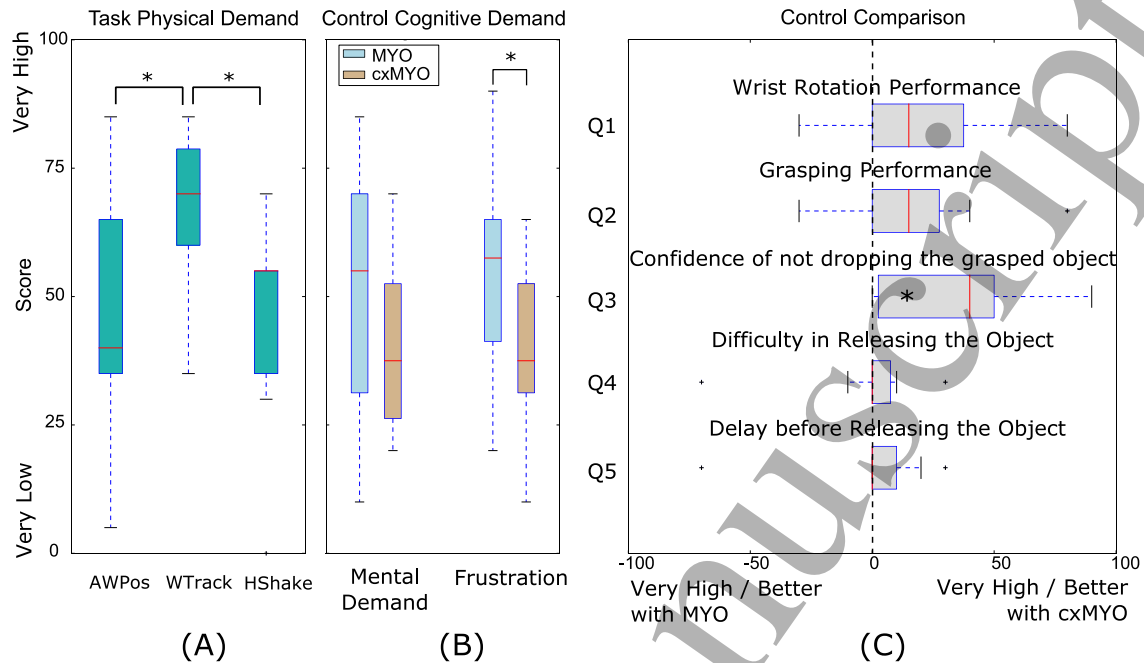 Task Physical Demand
Control Cognitive Demand
Control Comparison
Very High
Score
Very Low
100
75
50
25
0
*
*
AWPos
WTrack
HShake
(A)
MYO
cxMYO
*
Mental
Demand
Frustration
(B)
Wrist Rotation Performance
Q1
Grasping Performance
Q2
Confidence of not dropping the grasped object
Q3
*
Difficulty in Releasing the Object
Q4
Delay before Releasing the Object
Q5
-100
-50
0
50
100
Very High / Better
with MYO
Very High / Better
with cxMYO
(C)
nuscript